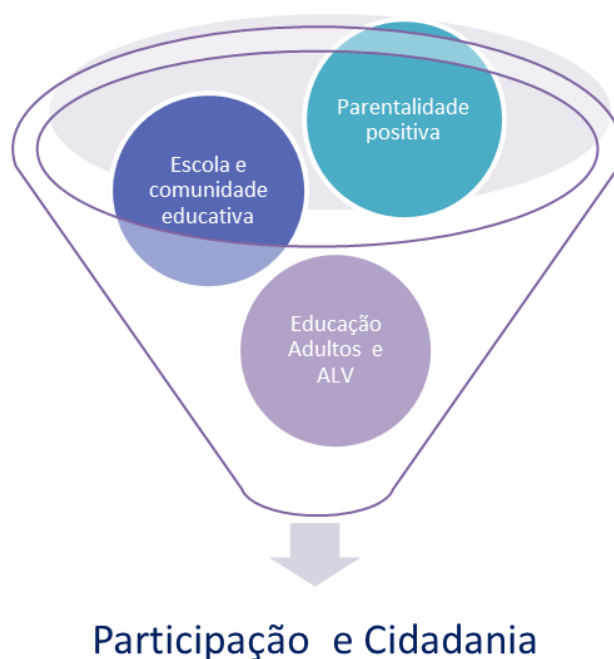 Parentalidade
positiva
Escola e
comunidade
educativa
Educação
Adultos e
ALV
Participação e Cidadania